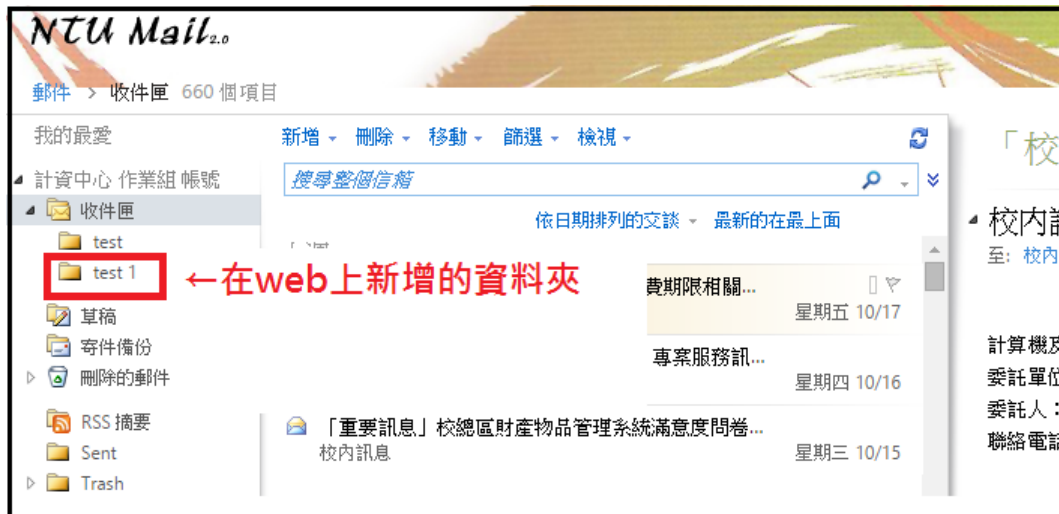 NTU Mail2.0
郵件 > 收件匣 660 個項目
我的最愛
計資中心 作業組 帳號
收件匣
test
test 1
草稿
寄件備份
刪除的郵件
RSS 摘要
Sent
Trash
←在web上新增的資料夾
新增 刪除 移動 篩選 檢視
搜尋整個信箱
依日期排列的交談 最新的在最上面
費期限相關...
星期五 10/17
專案服務訊...
星期四 10/16
「重要訊息」校總區財產物品管理系統滿意度問卷...
校內訊息
星期三 10/15
「校
校內
至: 校內
計算機及
委託單位
委託人：
聯絡電話